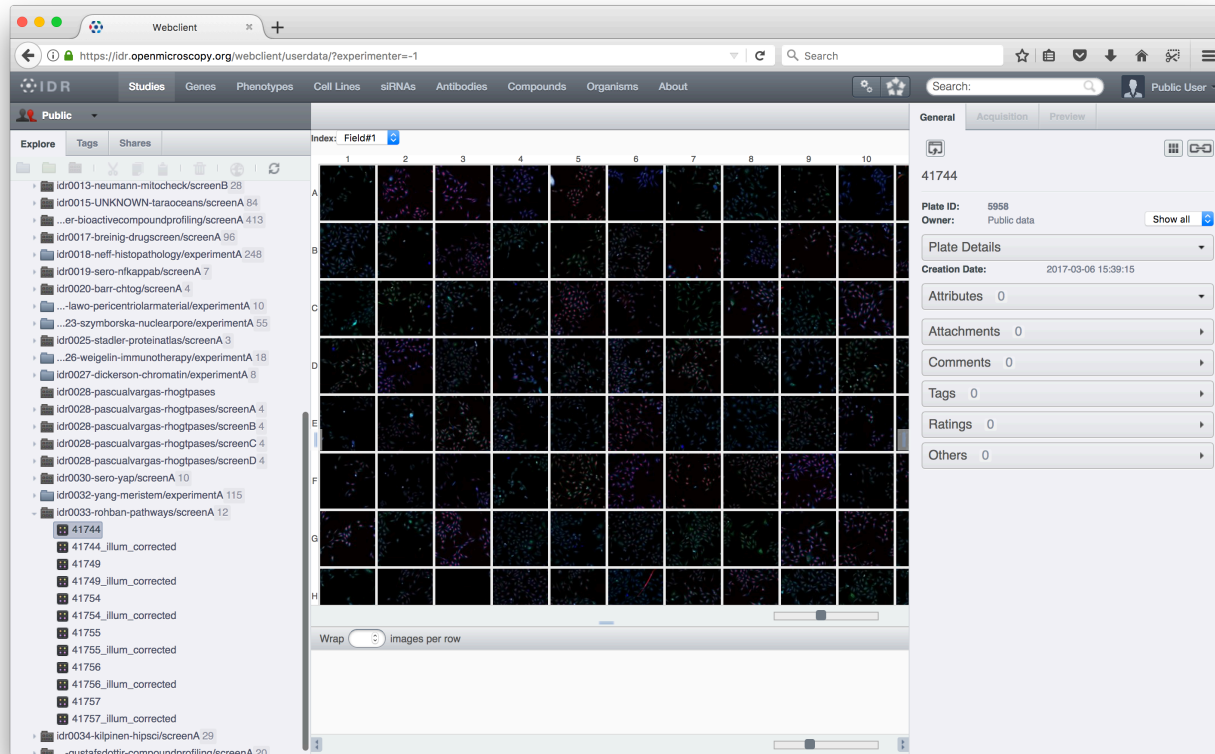 Webclient
https://idr.openmicroscopy.org/webclient/userdata/?experimenter=-1
Search
IDR Studies Genes Phenotypes Cell Lines siRNAs Antibodies Compounds Organisms About Search: Public User
Public
Explore Tags Shares
idr0013-neumann-mitocheck/screenB 28
idr0015-UNKNOWN-taraoceans/screenA 84
...er-bioactivecompoundprofiling/screenA 413
idr0017-breinig-drugscreen/screenA 96
idr0018-neff-histopathology/experimentA 248
idr0019-sero-nfkappab/screenA 7
idr0020-barr-chtog/screenA 4
...-lawo-pericentriolarmaterial/experimentA 10
...23-szymborska-nuclearpore/experimentA 55
idr0025-stadler-proteinatlas/screenA 3
...26-weigelin-immunotherapy/experimentA 18
idr0027-dickerson-chromatin/experimentA 8
idr0028-pascualvargas-rhogtpases
idr0028-pascualvargas-rhogtpases/screenA 4
idr0028-pascualvargas-rhogtpases/screenB 4
idr0028-pascualvargas-rhogtpases/screenC 4
idr0028-pascualvargas-rhogtpases/screenD 4
idr0030-sero-yap/screenA 10
idr0032-yang-meristem/experimentA 115
idr0033-rohban-pathways/screenA 12
41744
41744_illum_corrected
41749
41749_illum_corrected
41754
41754_illum_corrected
41755
41755_illum_corrected
41756
41756_illum_corrected
41757
41757_illum_corrected
idr0034-kilpinen-hipsci/screenA 29
...-gustafsdottir-compoundprofiling/screenA 20
Index: Field#1
1 2 3 4 5 6 7 8 9 10
A
B
C
D
E
F
G
H
Wrap images per row
General Acquisition Preview
41744
Plate ID: 5958
Owner: Public data
Show all
Plate Details
Creation Date: 2017-03-06 15:39:15
Attributes 0
Attachments 0
Comments 0
Tags 0
Ratings 0
Others 0